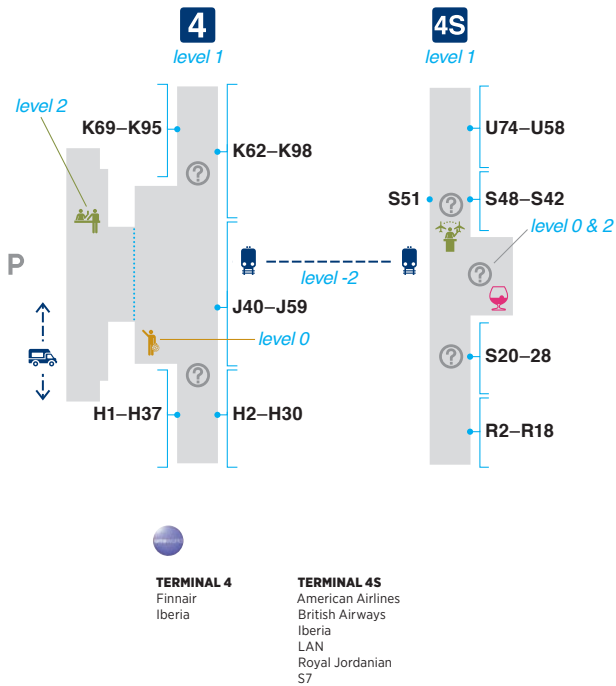 4
4S
level 1
level 1
level 2
K69–K95
U74–U58
K62–K98
?
S51
?
S48–S42
level 0 & 2
P
?
level -2
J40–J59
level 0
?
S20–28
?
H1–H37
H2–H30
R2–R18
TERMINAL 4
Finnair
Iberia
TERMINAL 4S
American Airlines
British Airways
Iberia
LAN
Royal Jordanian
S7